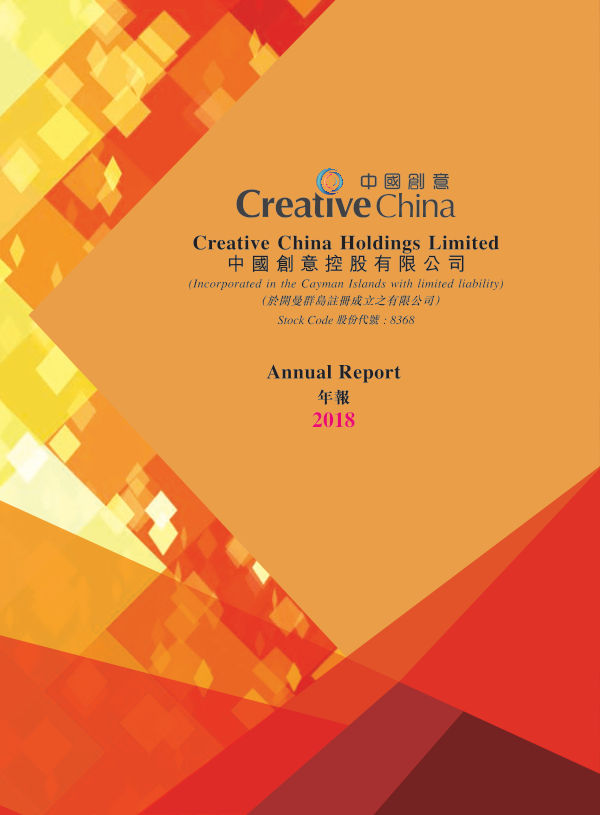 中國創意
Creative China
Creative China Holdings Limited
中國創意控股有限公司
(Incorporated in the Cayman Islands with limited liability)
(於開曼群島註冊成立之有限公司)
Stock Code 股份代號 : 8368
Annual Report
年報
2018